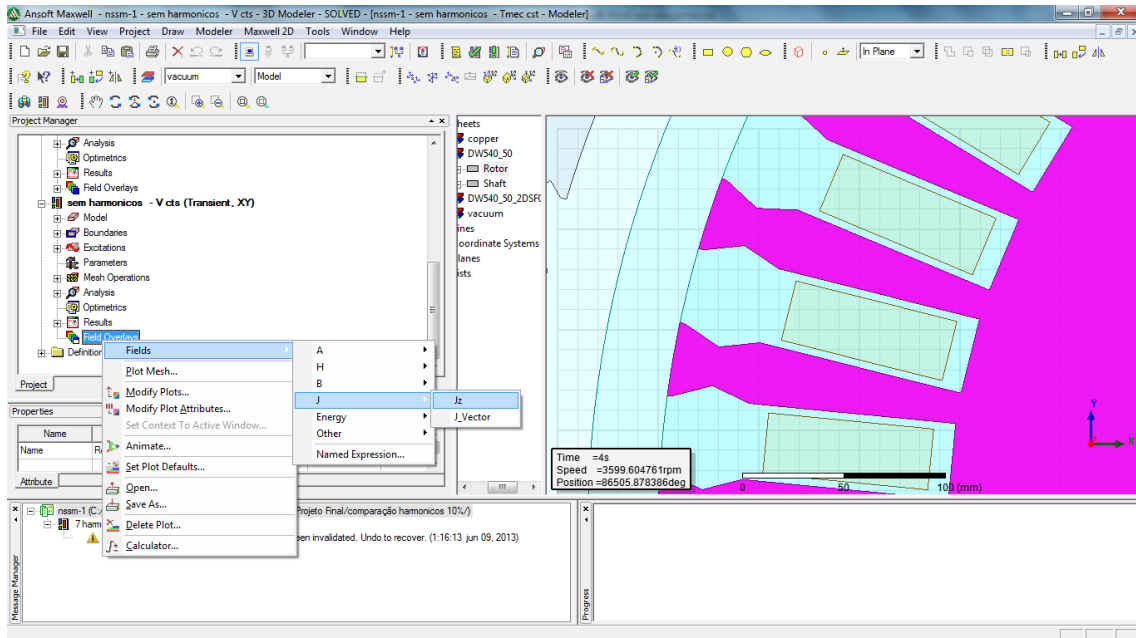 Ansoft Maxwell - nssm-1 - sem harmonicos - V cts - 3D Modeler - SOLVED - [nssm-1 - sem harmonicos - Tmec cst - Modeler]
File Edit View Project Draw Modeler Maxwell 2D Tools Window Help
In Plane
vacuum Model
Project Manager
Analysis
Optimetrics
Results
Field Overlays
sem harmonicos - V cts (Transient, XY)
Model
Boundaries
Excitations
Parameters
Mesh Operations
Analysis
Optimetrics
Results
Field Overlays
Definition
Project
heets
copper
DW540_50
Rotor
Shaft
DW540_50_2DSF0
vacuum
ines
oordinate Systems
lanes
ists
Fields
Plot Mesh...
Modify Plots...
Modify Plot Attributes...
Set Context To Active Window...
Animate...
Set Plot Defaults...
Open...
Save As...
Delete Plot...
Calculator...
A
H
B
J
Energy
Other
Named Expression...
Jz
J_Vector
Properties
Name
Name
Attribute
Time =4s
Speed =3599.604761rpm
Position =86505.878386deg
0 50 100 (mm)
Y
X
nssm-1 (C:/ Projeto Final/comparação harmonicos 10%/)
7 harm
een invalidated. Undo to recover. (1:16:13 jun 09, 2013)
Message Manager
Progress